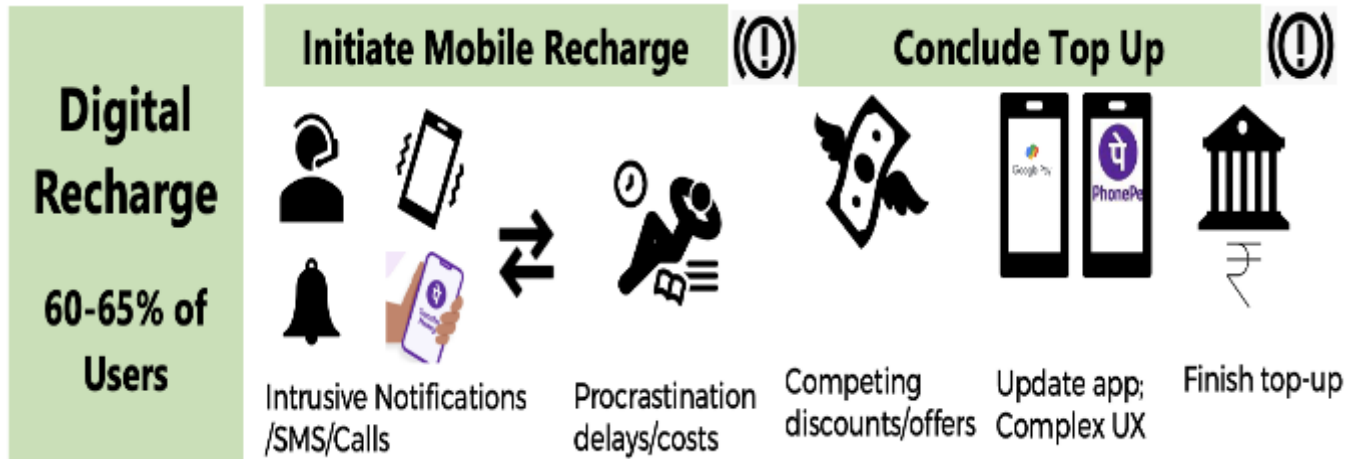 Digital
Recharge
60-65% of
Users
Initiate Mobile Recharge
Conclude Top Up
Google Pay
पे
PhonePe
पे
₹
Intrusive Notifications
/SMS/Calls
Procrastination
delays/costs
Competing
discounts/offers
Update app;
Complex UX
Finish top-up